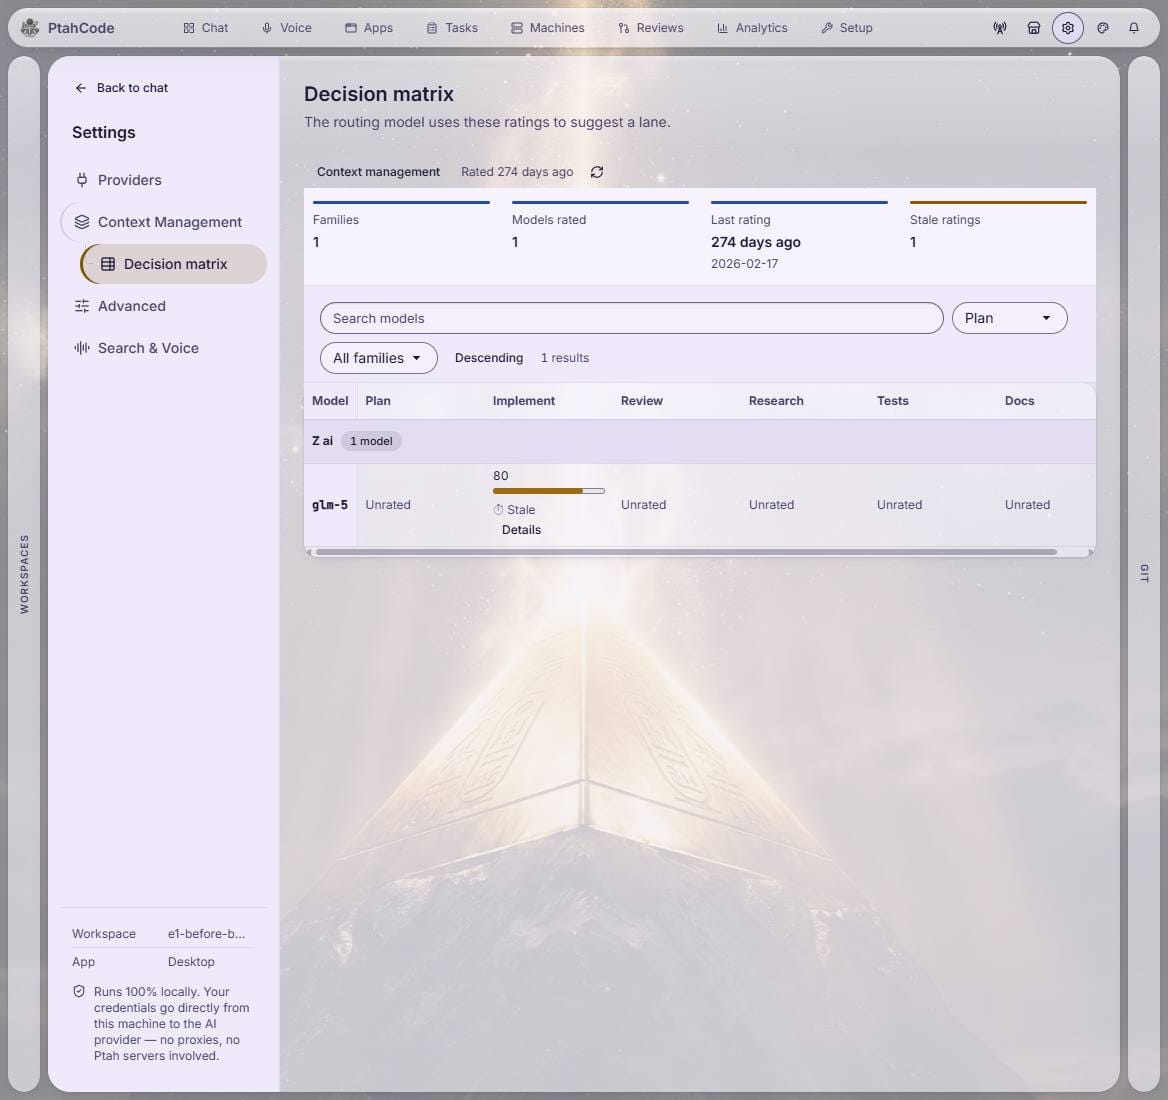 PtahCode
Chat
Voice
Apps
Tasks
Machines
Reviews
Analytics
Setup
WORKSPACES
Back to chat
Settings
Providers
Context Management
Decision matrix
Advanced
Search & Voice
Workspace e1-before-b...
App Desktop
Runs 100% locally. Your
credentials go directly from
this machine to the AI
provider — no proxies, no
Ptah servers involved.
Decision matrix
The routing model uses these ratings to suggest a lane.
Context management Rated 274 days ago
Families
1
Models rated
1
Last rating
274 days ago
2026-02-17
Stale ratings
1
Search models
Plan
All families
Descending
1 results
Model Plan Implement Review Research Tests Docs
Z ai 1 model
glm-5 Unrated
80
Stale
Details
Unrated Unrated Unrated Unrated
GIT